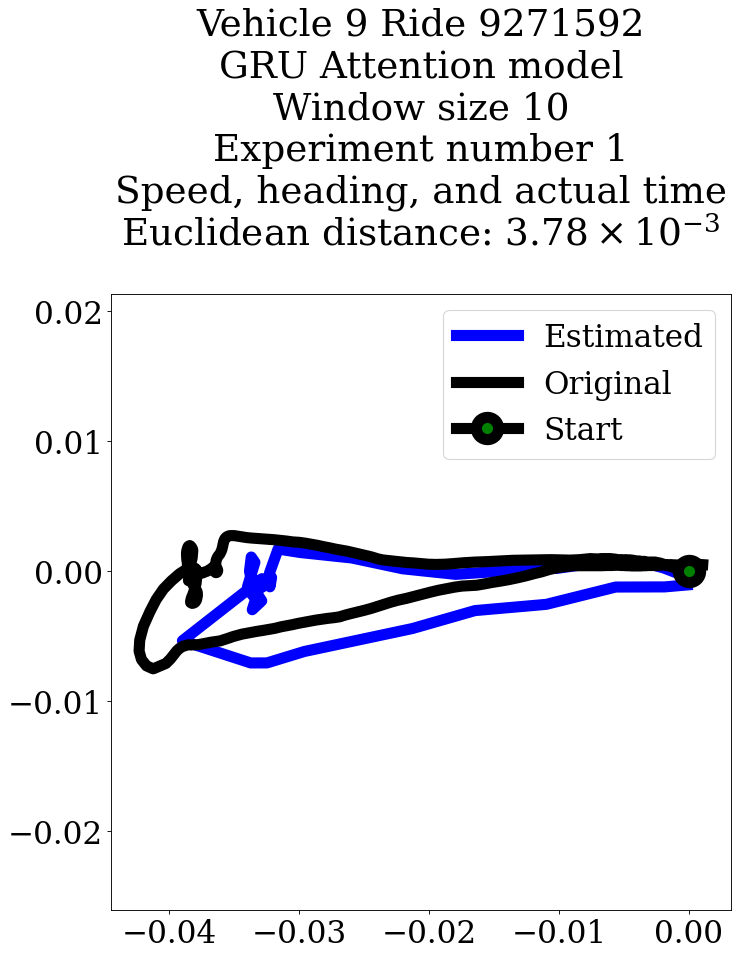 Vehicle 9 Ride 9271592
GRU Attention model
Window size 10
Experiment number 1
Speed, heading, and actual time
Euclidean distance: 3.78 × 10⁻³
Estimated
Original
Start
0.02
0.01
0.00
−0.01
−0.02
−0.04 −0.03 −0.02 −0.01 0.00